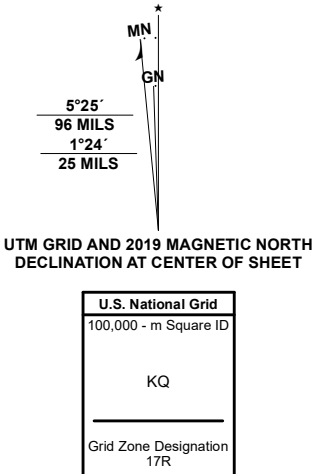 ★
MN
GN
5°25´
96 MILS
1°24´
25 MILS
UTM GRID AND 2019 MAGNETIC NORTH
DECLINATION AT CENTER OF SHEET
U.S. National Grid
100,000 - m Square ID
KQ
Grid Zone Designation
17R